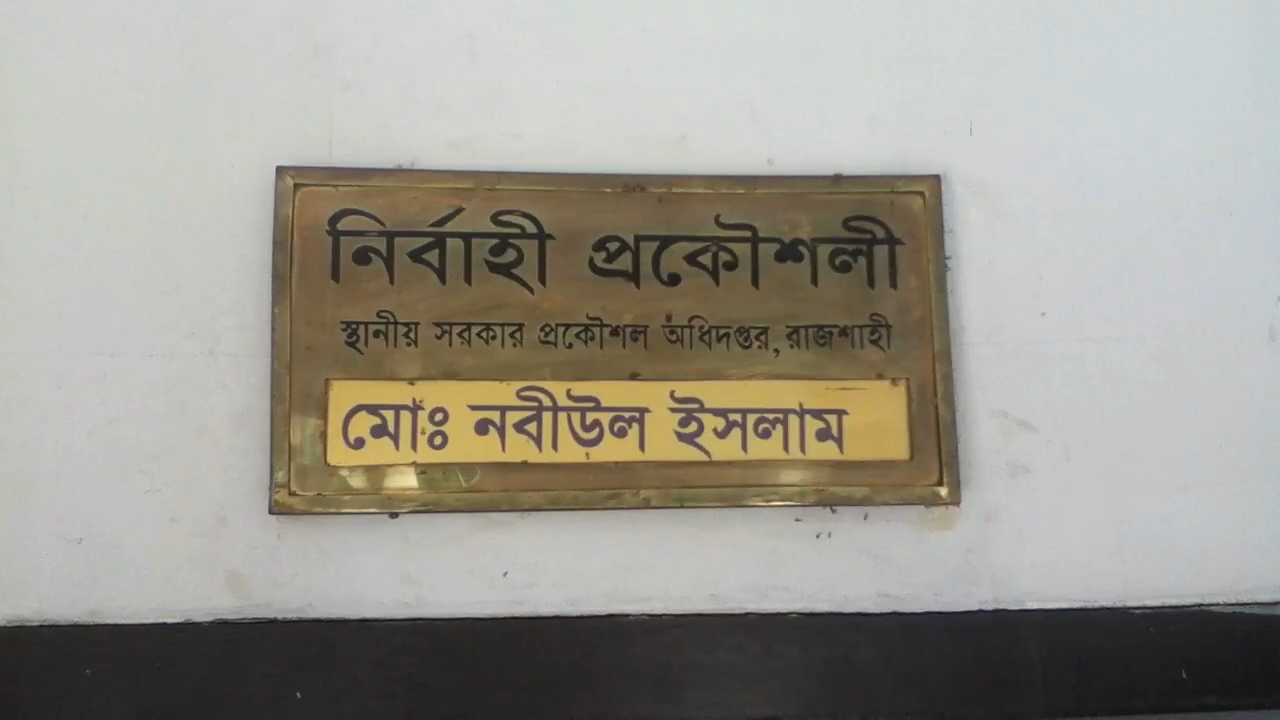 নির্বাহী প্রকৌশলী
স্থানীয় সরকার প্রকৌশল অধিদপ্তর, রাজশাহী
মোঃ নবীউল ইসলাম